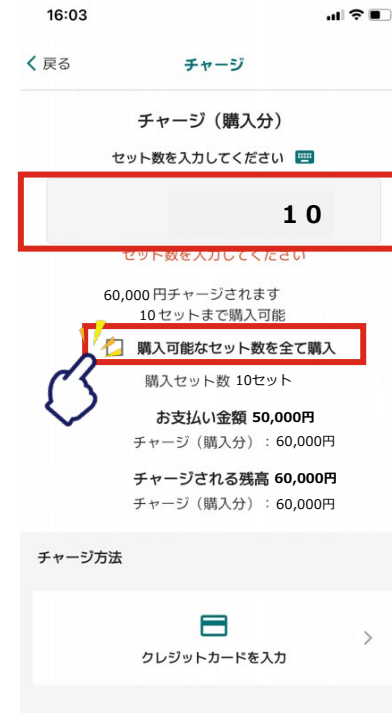 16:03
戻る
チャージ
チャージ（購入分）
セット数を入力してください
10
セット数を入力してください
60,000円チャージされます
10セットまで購入可能
購入可能なセット数を全て購入
購入セット数 10セット
お支払い金額 50,000円
チャージ（購入分）: 60,000円
チャージされる残高 60,000円
チャージ（購入分）: 60,000円
チャージ方法
クレジットカードを入力